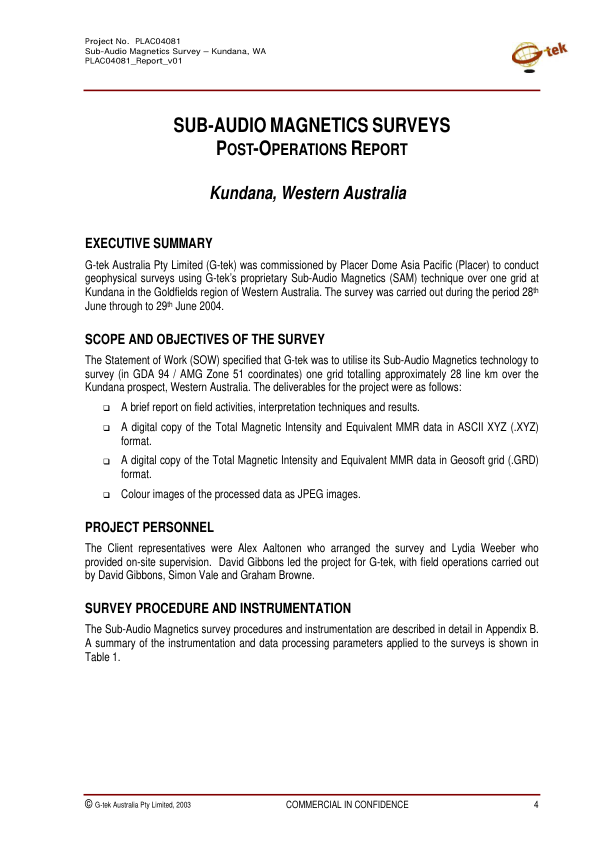 Project No.  PLAC04081
Sub-Audio Magnetics Survey – Kundana, WA
PLAC04081_Report_v01
G-tek
SUB-AUDIO MAGNETICS SURVEYS
POST-OPERATIONS REPORT
Kundana, Western Australia
EXECUTIVE SUMMARY
G-tek Australia Pty Limited (G-tek) was commissioned by Placer Dome Asia Pacific (Placer) to conduct
geophysical surveys using G-tek's proprietary Sub-Audio Magnetics (SAM) technique over one grid at
Kundana in the Goldfields region of Western Australia. The survey was carried out during the period 28th
June through to 29th June 2004.
SCOPE AND OBJECTIVES OF THE SURVEY
The Statement of Work (SOW) specified that G-tek was to utilise its Sub-Audio Magnetics technology to
survey (in GDA 94 / AMG Zone 51 coordinates) one grid totalling approximately 28 line km over the
Kundana prospect, Western Australia. The deliverables for the project were as follows:
❑ A brief report on field activities, interpretation techniques and results.
❑ A digital copy of the Total Magnetic Intensity and Equivalent MMR data in ASCII XYZ (.XYZ)
format.
❑ A digital copy of the Total Magnetic Intensity and Equivalent MMR data in Geosoft grid (.GRD)
format.
❑ Colour images of the processed data as JPEG images.
PROJECT PERSONNEL
The Client representatives were Alex Aaltonen who arranged the survey and Lydia Weeber who
provided on-site supervision.  David Gibbons led the project for G-tek, with field operations carried out
by David Gibbons, Simon Vale and Graham Browne.
SURVEY PROCEDURE AND INSTRUMENTATION
The Sub-Audio Magnetics survey procedures and instrumentation are described in detail in Appendix B.
A summary of the instrumentation and data processing parameters applied to the surveys is shown in
Table 1.
© G-tek Australia Pty Limited, 2003 COMMERCIAL IN CONFIDENCE 4